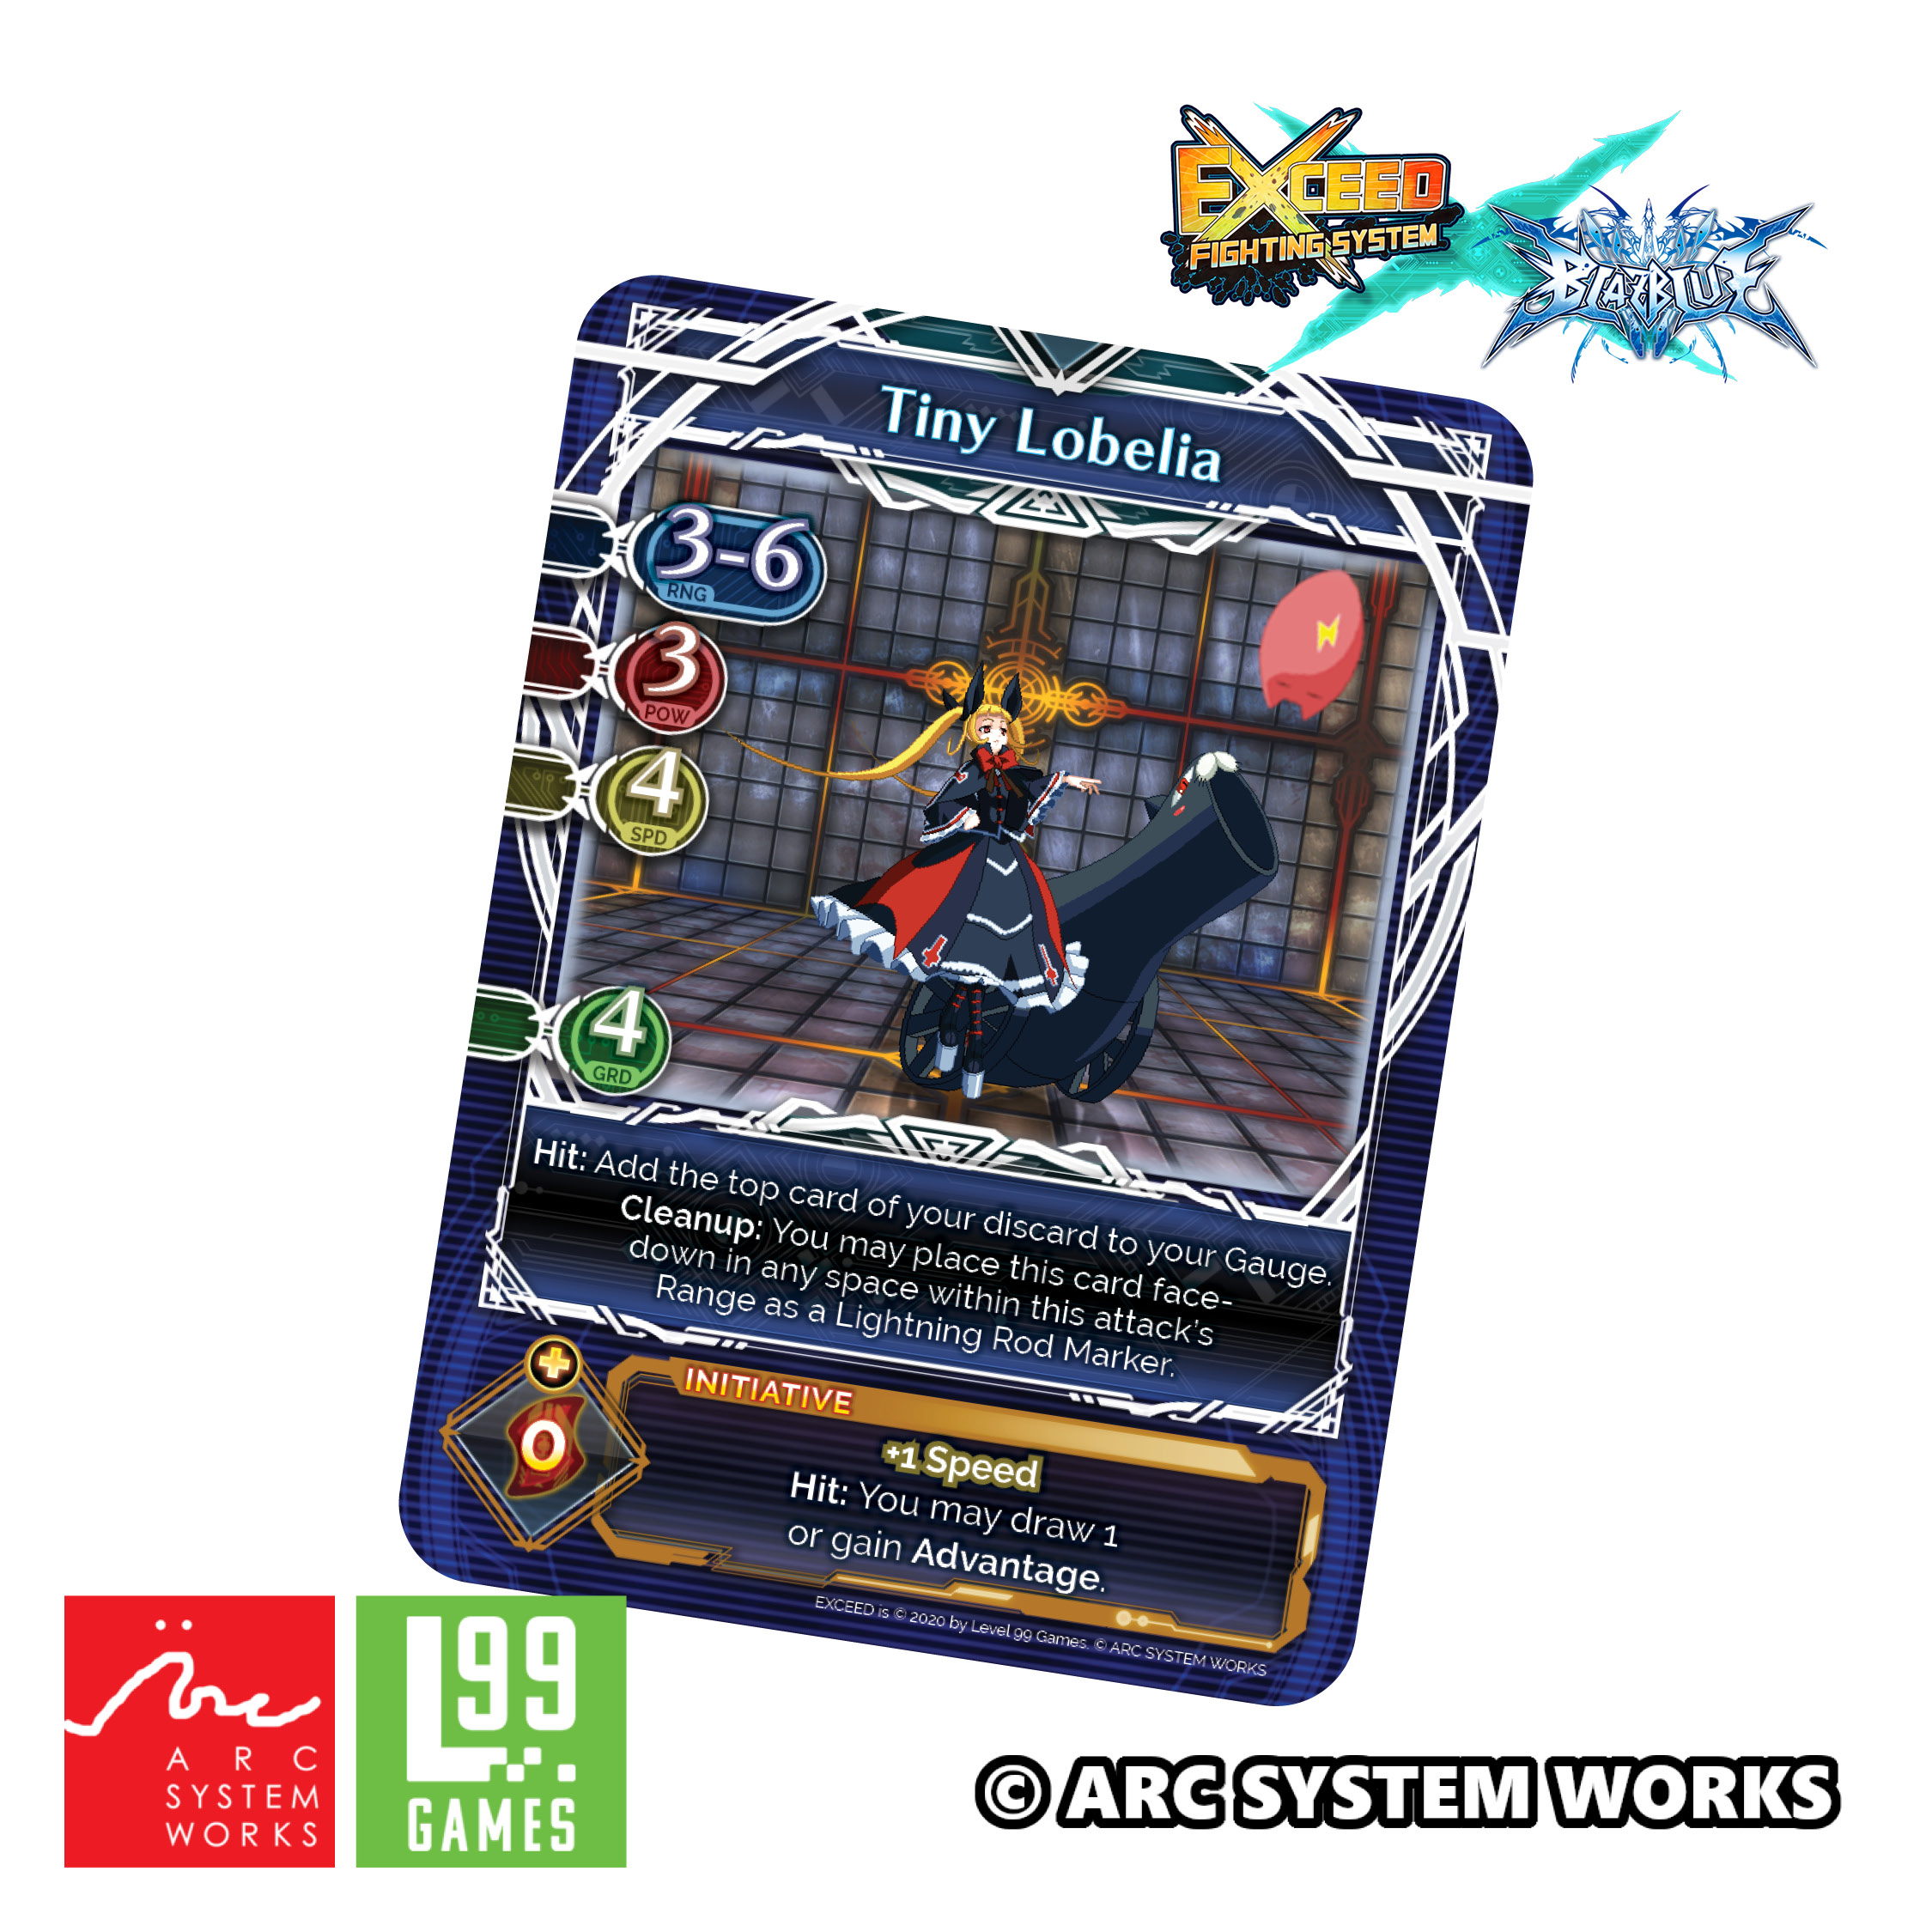 EXCEED
FIGHTING SYSTEM
BLAZBLUE
Tiny Lobelia
3-6
RNG
3
POW
4
SPD
4
GRD
Hit: Add the top card of your discard to your Gauge.
Cleanup: You may place this card face-
down in any space within this attack's
Range as a Lightning Rod Marker.
+
0
INITIATIVE
+1 Speed
Hit: You may draw 1
or gain Advantage.
EXCEED is © 2020 by Level 99 Games. © ARC SYSTEM WORKS
Arc
ARC
SYSTEM
WORKS
L99
GAMES
© ARC SYSTEM WORKS